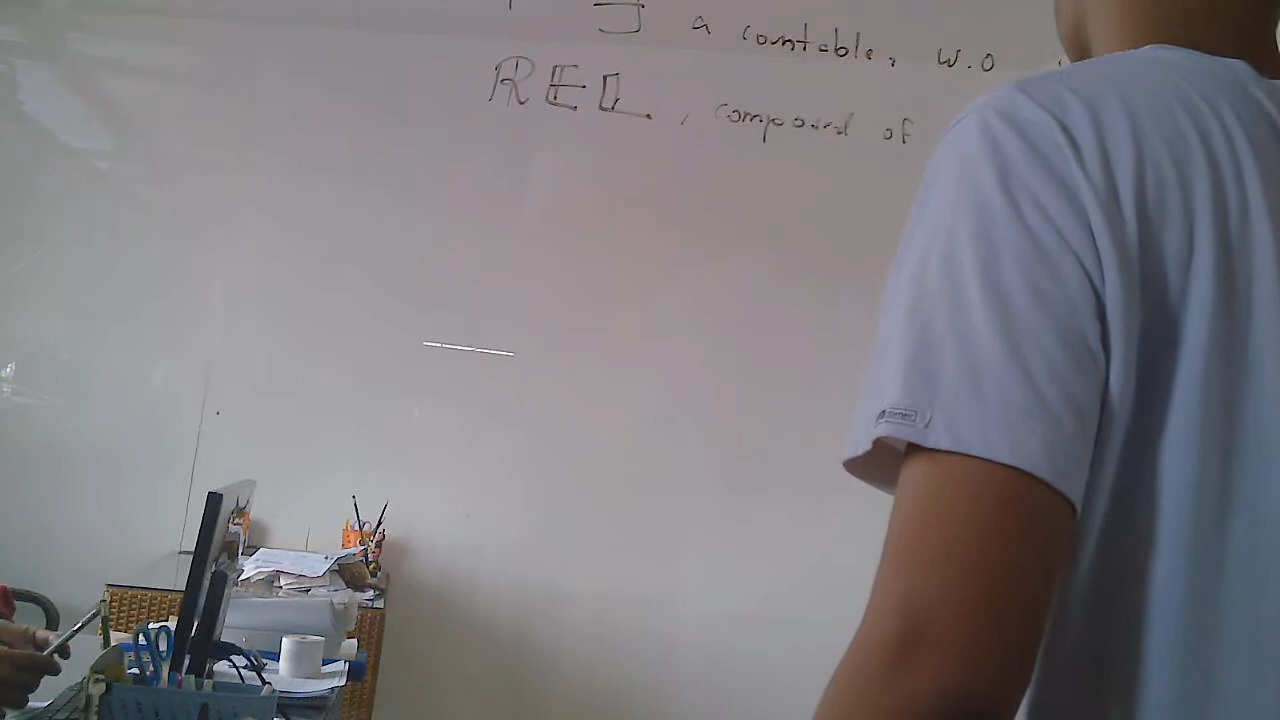 ∃ a countable, w.o
REL, composed of